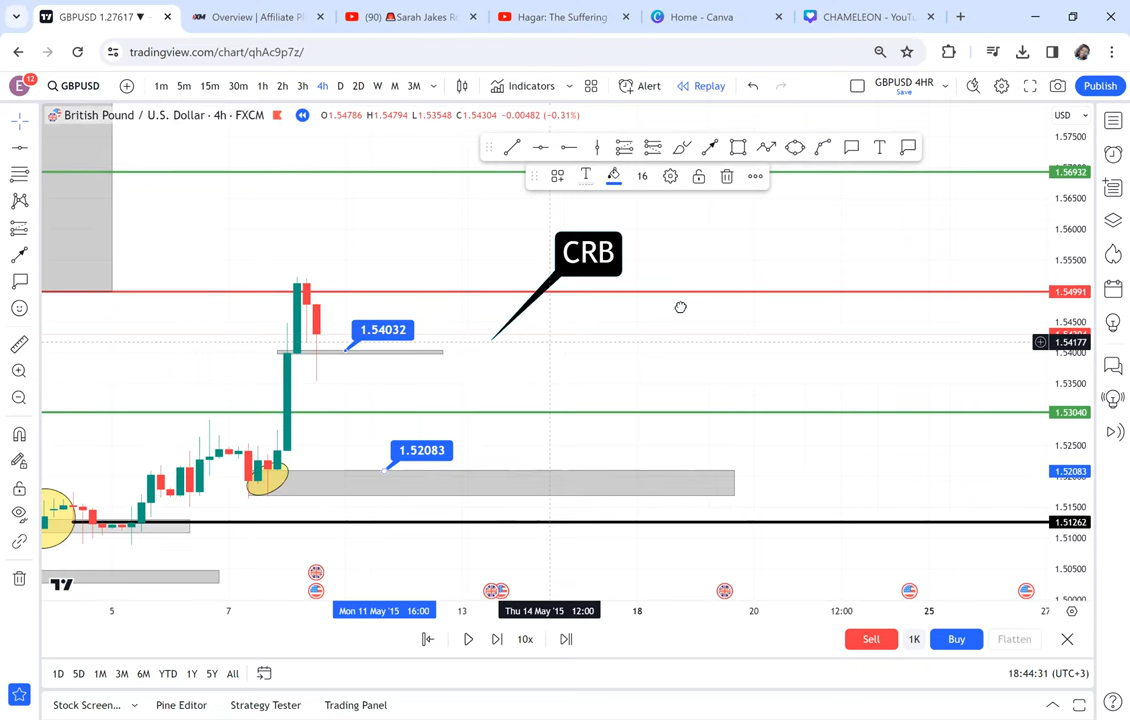 GBPUSD 1.27617 ▼
Overview | Affiliate P
(90) 🚨Sarah Jakes R
Hagar: The Suffering
Home - Canva
CHAMELEON - YouTu
tradingview.com/chart/qhAc9p7z/
E
12
GBPUSD
1m 5m 15m 30m 1h 2h 3h 4h D 2D W M 3M
Indicators
Alert
Replay
GBPUSD 4HR
Save
Publish
British Pound / U.S. Dollar · 4h · FXCM
O1.54786 H1.54794 L1.53548 C1.54304 −0.00482 (−0.31%)
USD
1.57500
T
T 16
1.56932
1.56500
1.56000
CRB
1.55500
1.54991
1.54500
1.54032
1.54177
1.54000
1.53500
1.53040
1.52500
1.52083
1.52083
1.51500
1.51262
1.51000
1.50500
5 7 Mon 11 May '15 16:00 13 Thu 14 May '15 12:00 18 20 12:00 25 27
10x
Sell 1K Buy Flatten
1D 5D 1M 3M 6M YTD 1Y 5Y All
18:44:31 (UTC+3)
Stock Screen... Pine Editor Strategy Tester Trading Panel